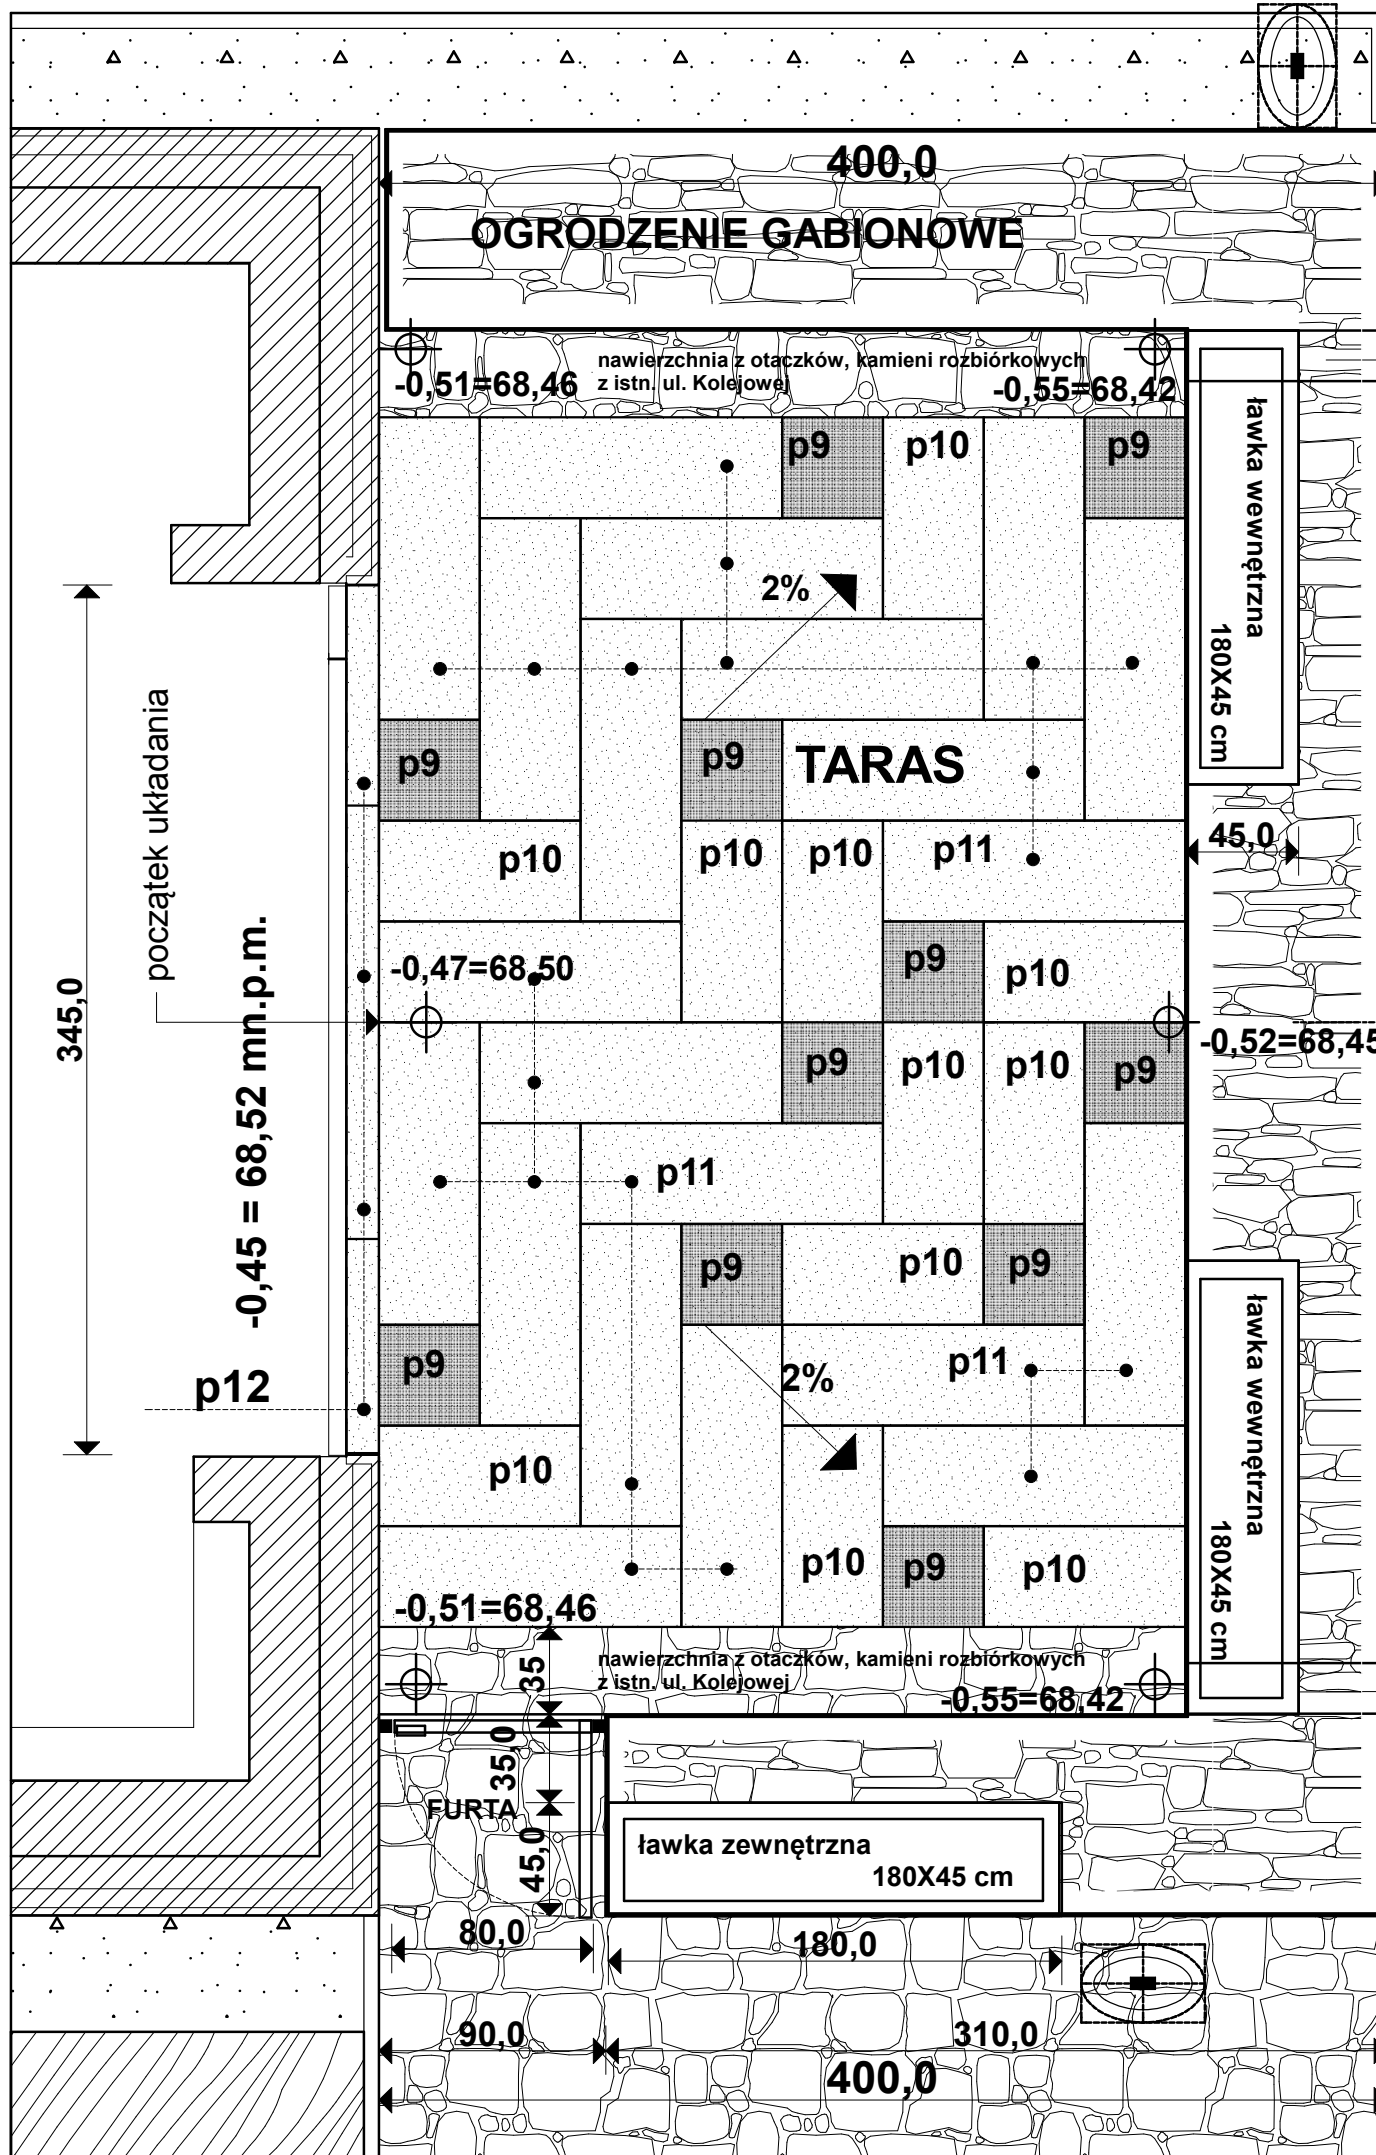 400,0
OGRODZENIE GABIONOWE
nawierzchnia z otaczków, kamieni rozbiórkowych
z istn. ul. Kolejowej
-0,51=68,46
-0,55=68,42
p9
p10
p9
ławka wewnętrzna
180X45 cm
2%
p9
p9
TARAS
początek układania
345,0
-0,45 = 68,52 mn.p.m.
p10
p10
p10
p11
45,0
-0,47=68,50
p9
p10
-0,52=68,45
p9
p10
p10
p9
p11
p9
p10
p9
ławka wewnętrzna
180X45 cm
p9
p12
2%
p11
p10
p10
p9
p10
-0,51=68,46
35
nawierzchnia z otaczków, kamieni rozbiórkowych
z istn. ul. Kolejowej
-0,55=68,42
35,0
FURTA
45,0
ławka zewnętrzna
180X45 cm
80,0
180,0
90,0
310,0
400,0